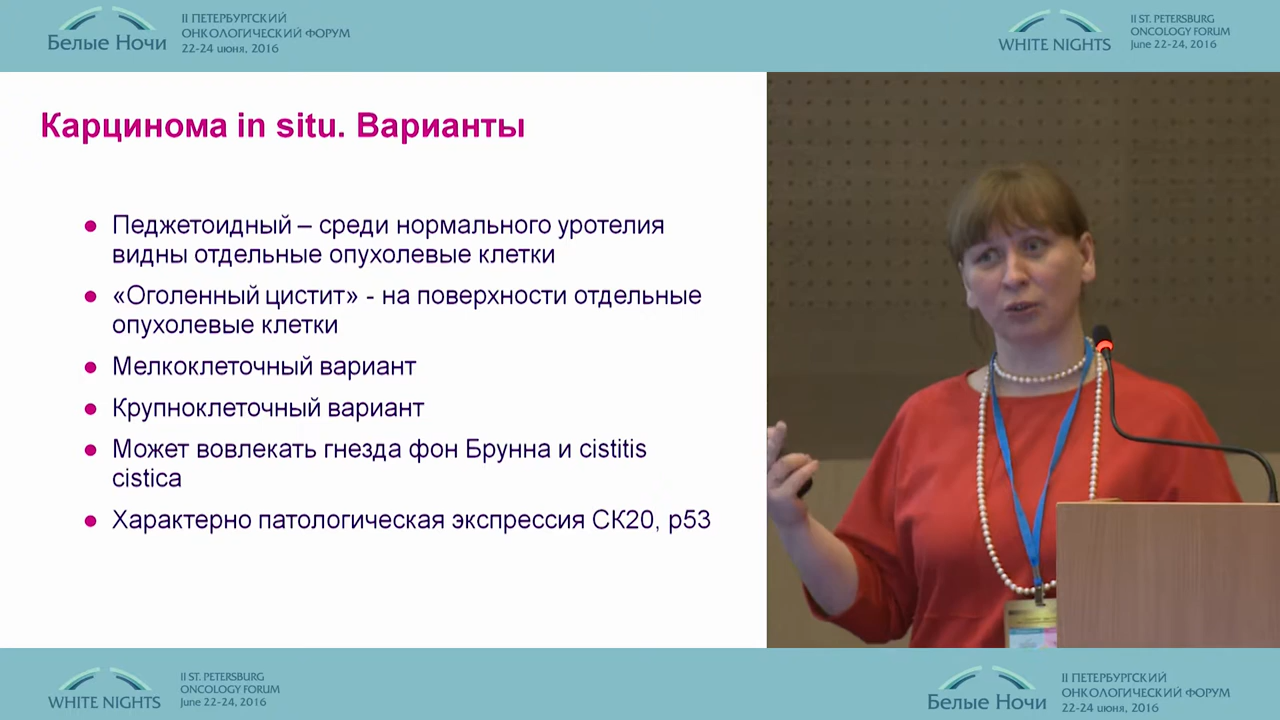 Белые Ночи
II ПЕТЕРБУРГСКИЙ
ОНКОЛОГИЧЕСКИЙ ФОРУМ
22-24 июня, 2016
WHITE NIGHTS
II ST. PETERSBURG
ONCOLOGY FORUM
June 22-24, 2016
Карцинома in situ. Варианты
Педжетоидный – среди нормального уротелия
видны отдельные опухолевые клетки
«Оголенный цистит» - на поверхности отдельные
опухолевые клетки
Мелкоклеточный вариант
Крупноклеточный вариант
Может вовлекать гнезда фон Брунна и cistitis
cistica
Характерно патологическая экспрессия СК20, р53
WHITE NIGHTS
II ST. PETERSBURG
ONCOLOGY FORUM
June 22-24, 2016
Белые Ночи
II ПЕТЕРБУРГСКИЙ
ОНКОЛОГИЧЕСКИЙ ФОРУМ
22-24 июня, 2016